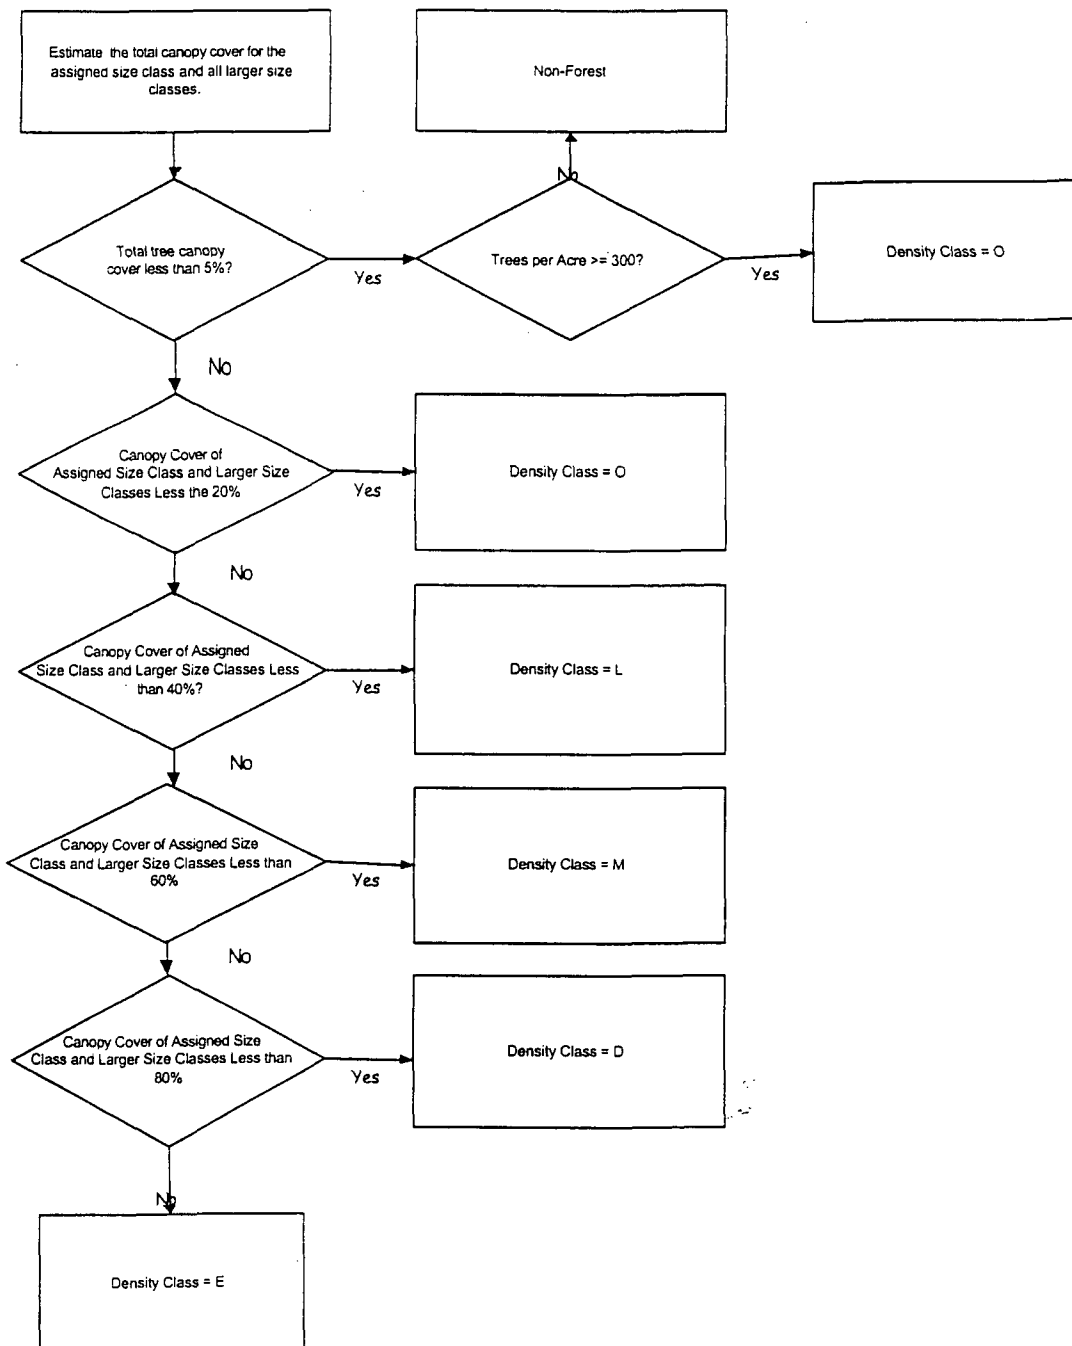 Estimate the total canopy cover for the
assigned size class and all larger size
classes.
Non-Forest
No
Total tree canopy
cover less than 5%?
Yes
Trees per Acre >= 300?
Yes
Density Class = O
No
Canopy Cover of
Assigned Size Class and Larger Size
Classes Less the 20%
Yes
Density Class = O
No
Canopy Cover of Assigned
Size Class and Larger Size Classes Less
than 40%?
Yes
Density Class = L
No
Canopy Cover of Assigned Size
Class and Larger Size Classes Less than
60%
Yes
Density Class = M
No
Canopy Cover of Assigned Size
Class and Larger Size Classes Less than
80%
Yes
Density Class = D
No
Density Class = E